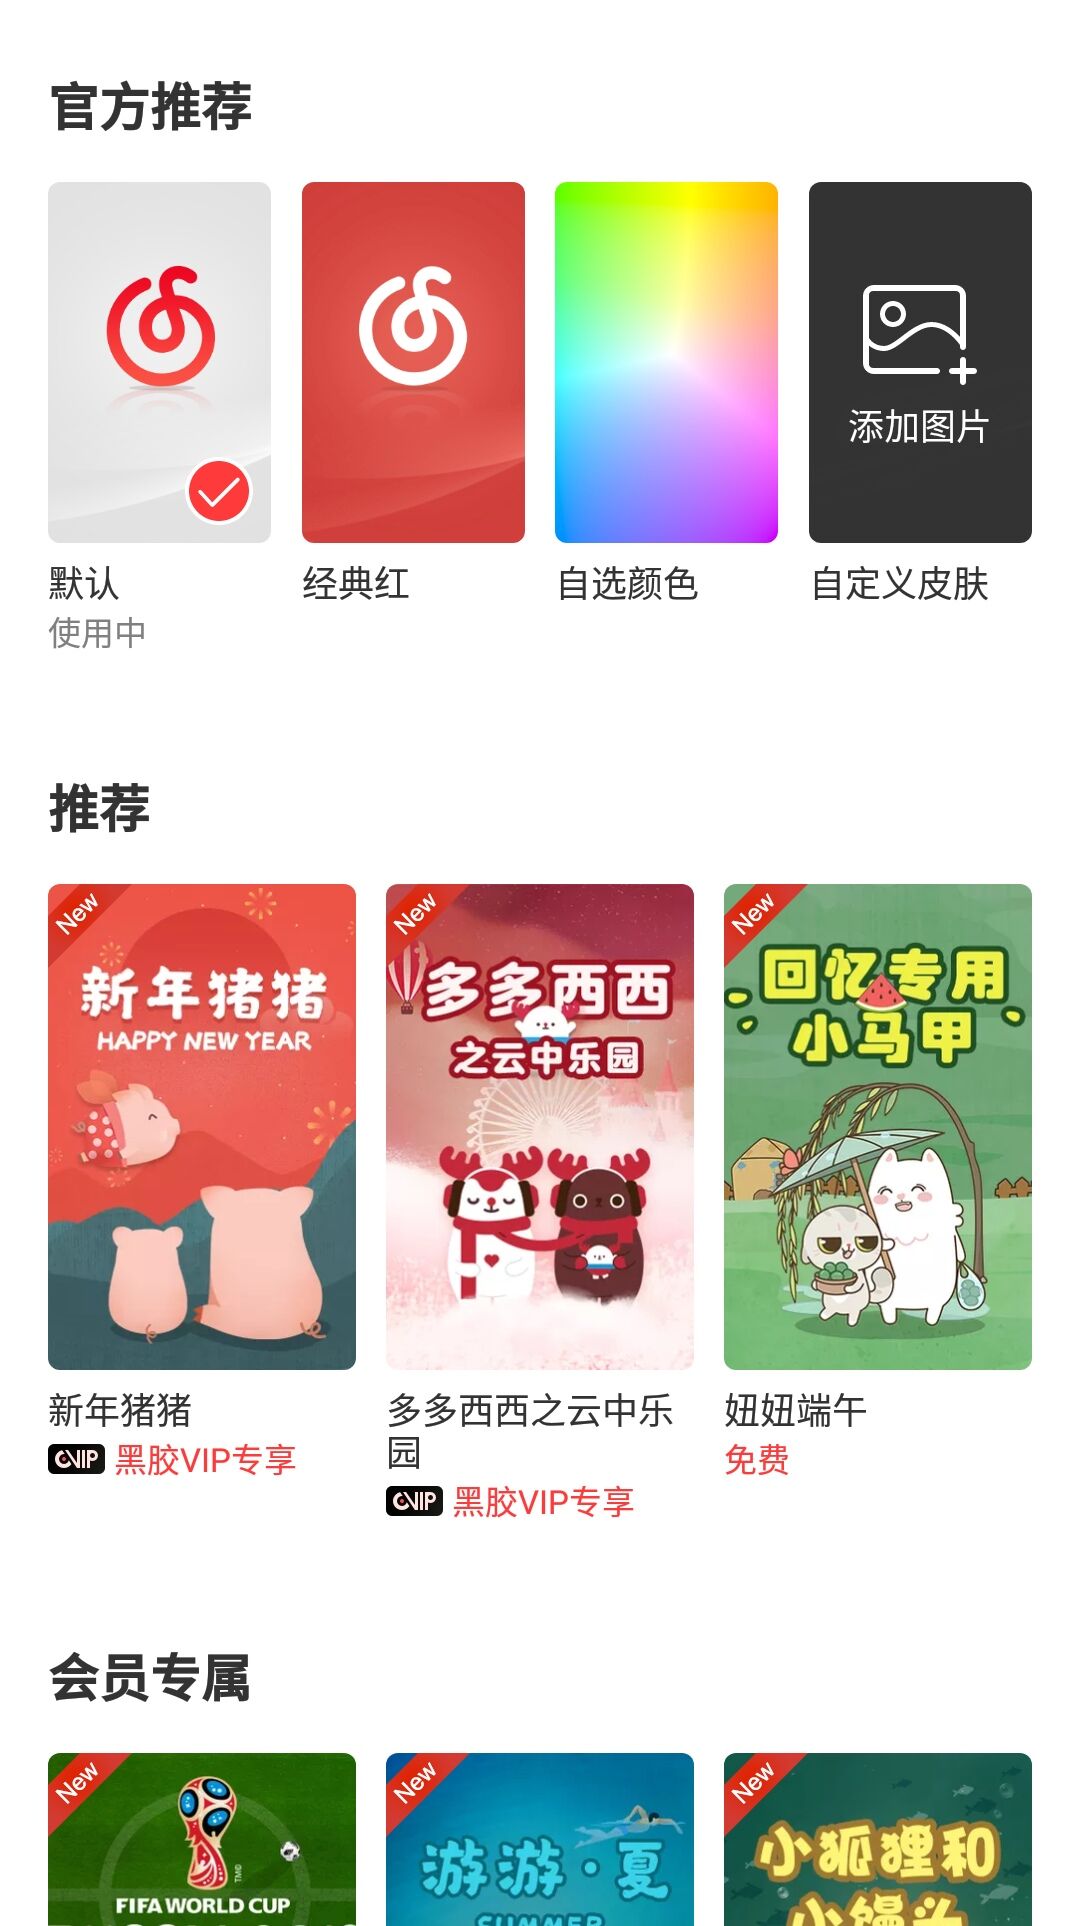 官方推荐
添加图片
默认
使用中
经典红
自选颜色
自定义皮肤
推荐
New
新年猪猪
HAPPY NEW YEAR
New
多多西西
之云中乐园
New
回忆专用
小马甲
新年猪猪
VIP 黑胶VIP专享
多多西西之云中乐
园
VIP 黑胶VIP专享
妞妞端午
免费
会员专属
New
TM
FIFA WORLD CUP
New
游游·夏
SUMMER
New
小狐狸和
小馒头